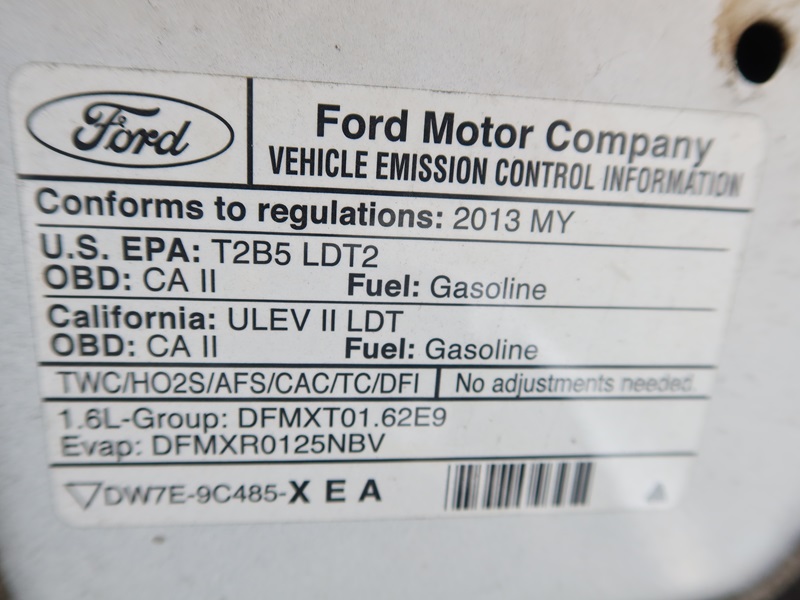 Ford
Ford Motor Company
VEHICLE EMISSION CONTROL INFORMATION
Conforms to regulations: 2013 MY
U.S. EPA: T2B5 LDT2
OBD: CA II Fuel: Gasoline
California: ULEV II LDT
OBD: CA II Fuel: Gasoline
TWC/HO2S/AFS/CAC/TC/DFI No adjustments needed.
1.6L-Group: DFMXT01.62E9
Evap: DFMXR0125NBV
DW7E-9C485-X E A